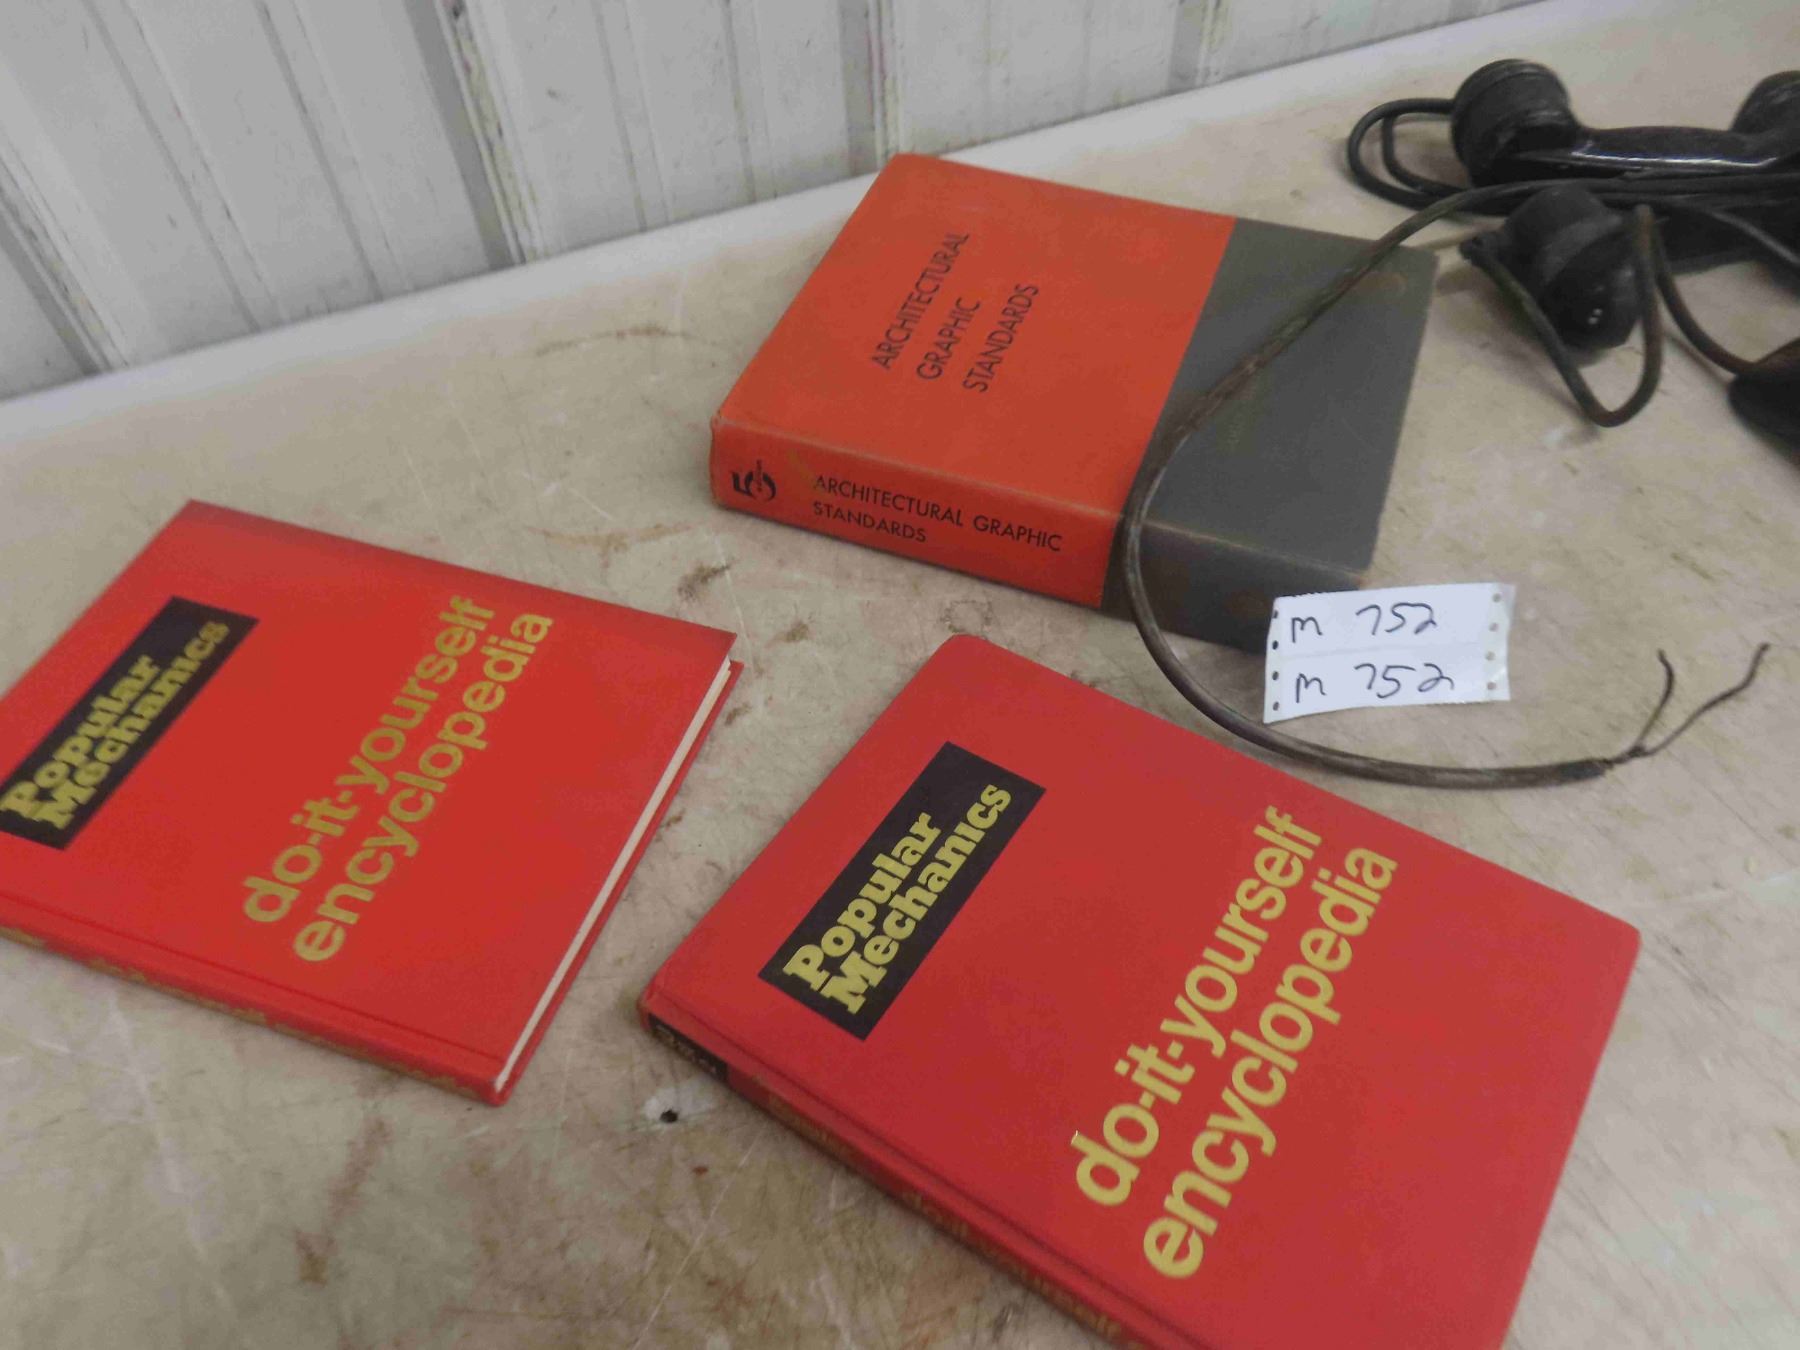 ARCHITECTURAL
GRAPHIC
STANDARDS
5
ARCHITECTURAL GRAPHIC
STANDARDS
m 752
m 752
Popular
Mechanics
do-it-yourself
encyclopedia
Popular
Mechanics
do-it-yourself
encyclopedia